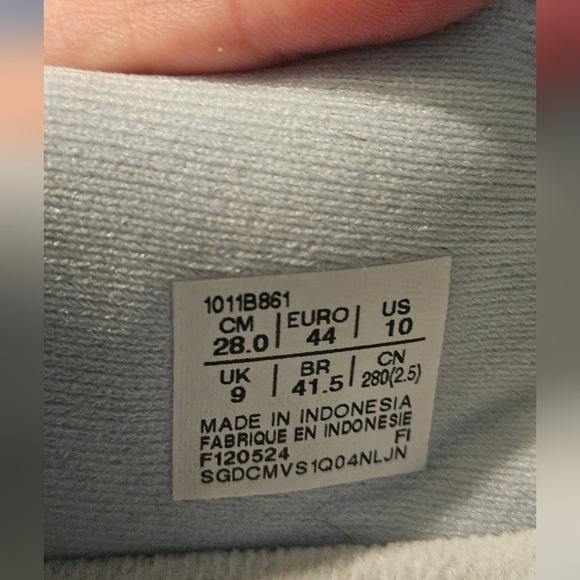 1011B861
CM | EURO | US
28.0 | 44 | 10
UK | BR | CN
9 | 41.5 | 280(2.5)
MADE IN INDONESIA
FABRIQUE EN INDONESIE
F120524 FI
SGDCMVS1Q04NLJN